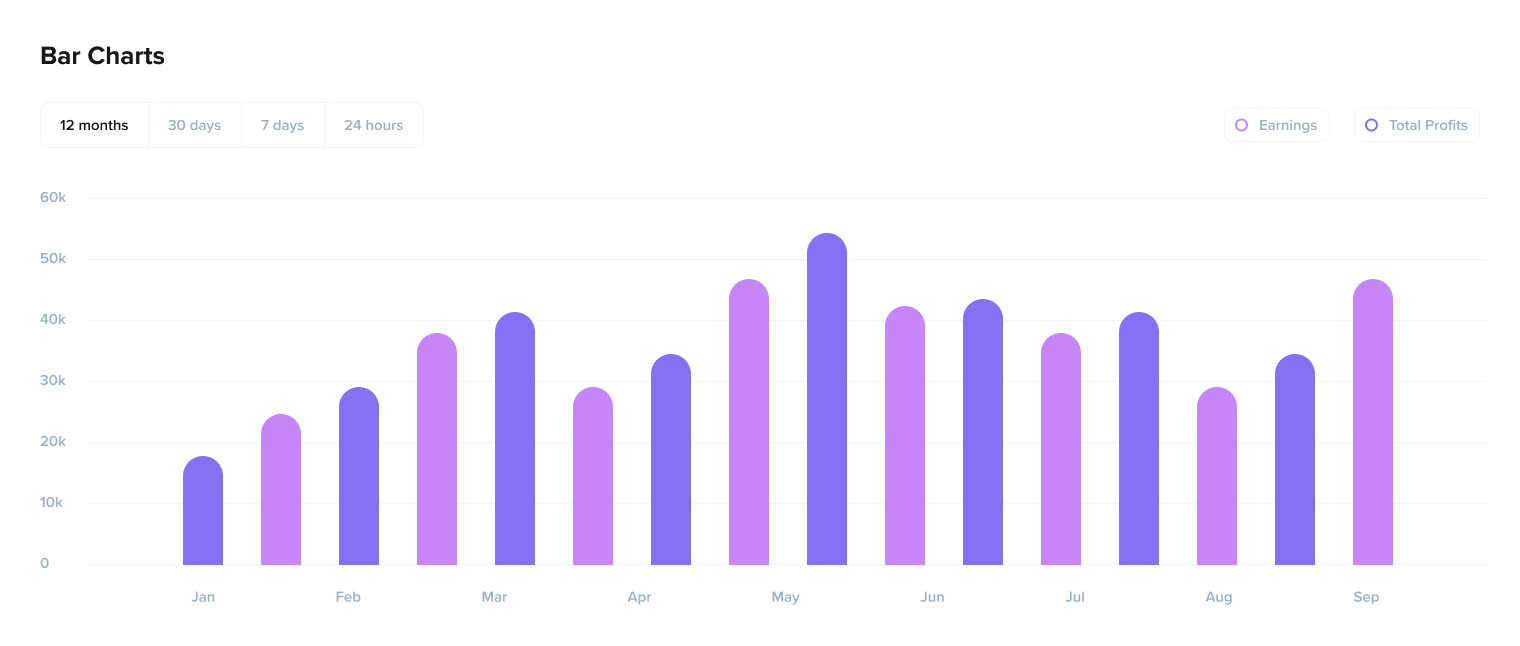 Bar Charts
12 months 30 days 7 days 24 hours
Earnings Total Profits
60k
50k
40k
30k
20k
10k
0
Jan Feb Mar Apr May Jun Jul Aug Sep